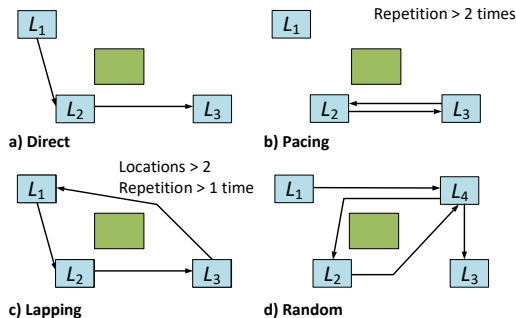 L1
L2
L3
a) Direct
Repetition > 2 times
L1
L2
L3
b) Pacing
Locations > 2
Repetition > 1 time
L1
L2
L3
c) Lapping
L1
L4
L2
L3
d) Random